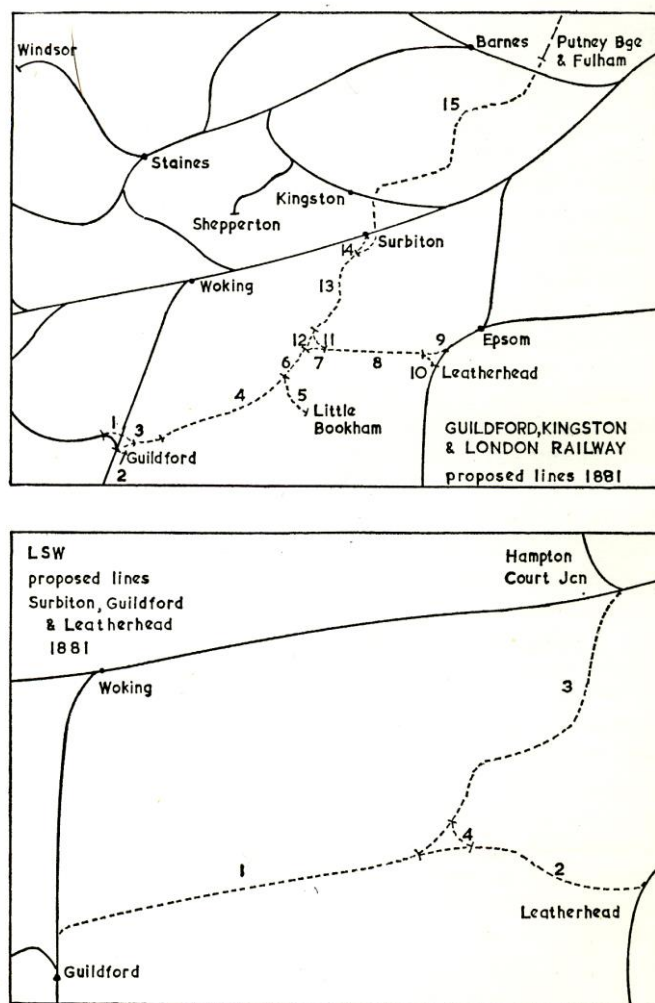 Windsor
Barnes
Putney Bge
& Fulham
15
Staines
Kingston
Shepperton
Surbiton
14
Woking
13
12
11
9
Epsom
6
7
8
10
Leatherhead
4
5
Little
Bookham
1
3
Guildford
2
GUILDFORD,KINGSTON
& LONDON RAILWAY
proposed lines 1881
LSW
proposed lines
Surbiton, Guildford
& Leatherhead
1881
Hampton
Court Jcn
Woking
3
4
1
2
Leatherhead
Guildford